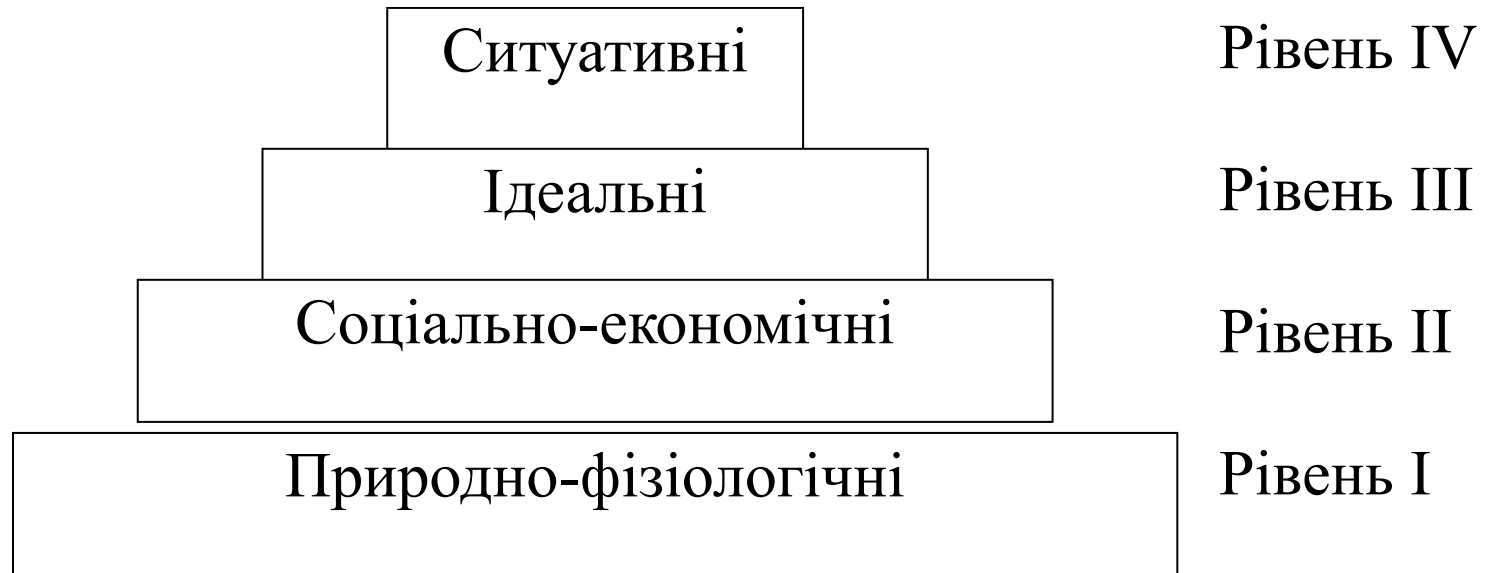 Ситуативні Рівень IV
Ідеальні Рівень III
Соціально-економічні Рівень II
Природно-фізіологічні Рівень I